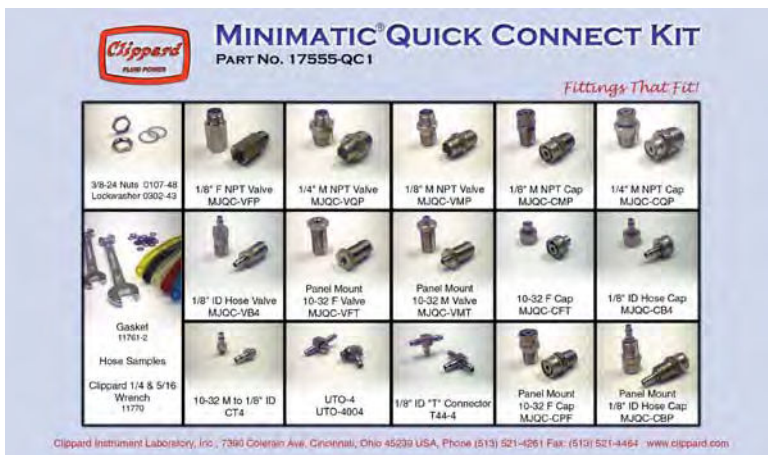 Clippard
FLUID POWER
MINIMATIC® QUICK CONNECT KIT
PART NO. 17555-QC1
Fittings That Fit!
3/8-24 Nuts 0107-48
Lockwasher 0302-43
1/8" F NPT Valve
MJQC-VFP
1/4" M NPT Valve
MJQC-VQP
1/8" M NPT Valve
MJQC-VMP
1/8" M NPT Cap
MJQC-CMP
1/4" M NPT Cap
MJQC-CQP
Gasket
11761-2
Hose Samples
Clippard 1/4 & 5/16
Wrench
11770
1/8" ID Hose Valve
MJQC-VB4
Panel Mount
10-32 F Valve
MJQC-VFT
Panel Mount
10-32 M Valve
MJQC-VMT
10-32 F Cap
MJQC-CFT
1/8" ID Hose Cap
MJQC-CB4
10-32 M to 1/8" ID
CT4
UTO-4
UTO-4004
1/8" ID "T" Connector
T44-4
Panel Mount
10-32 F Cap
MJQC-CPF
Panel Mount
1/8" ID Hose Cap
MJQC-CBP
Clippard Instrument Laboratory, Inc., 7390 Colerain Ave. Cincinnati, Ohio 45239 USA, Phone (513) 521-4261 Fax: (513) 521-4464 www.clippard.com